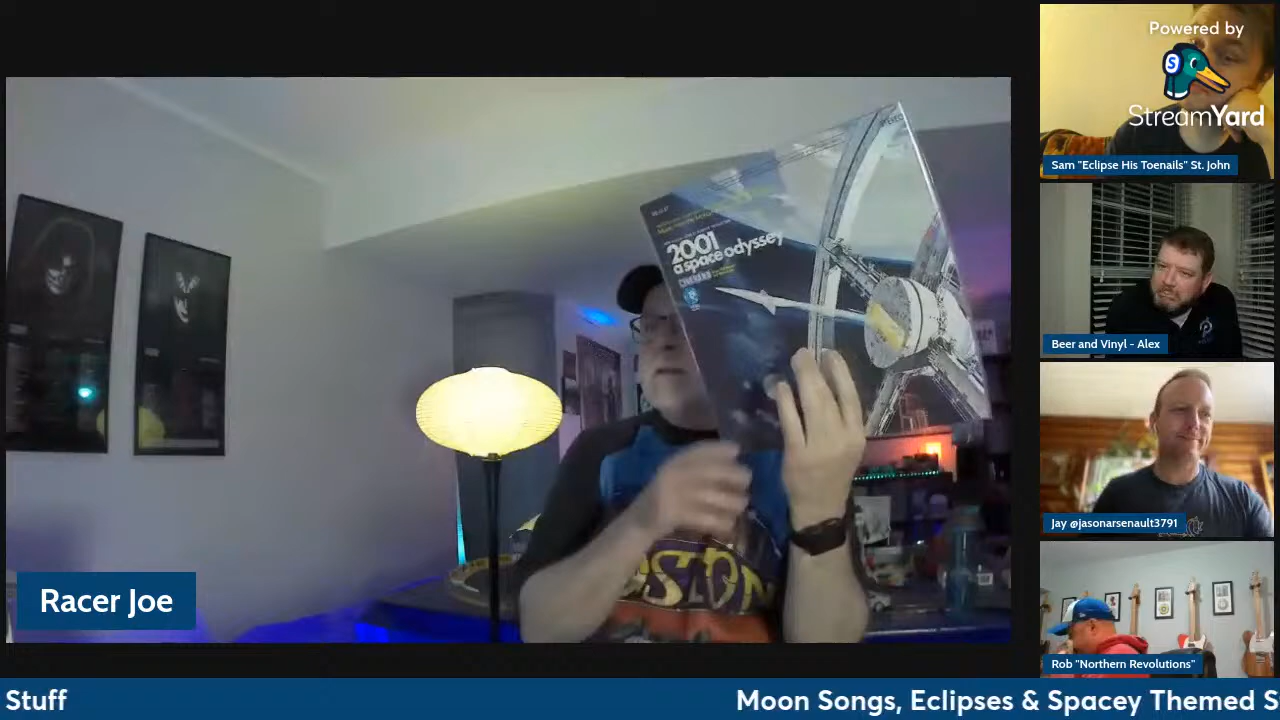 Powered by
S
StreamYard
Sam "Eclipse His Toenails" St. John
Beer and Vinyl - Alex
Jay @jasonarsenault3791
Rob "Northern Revolutions"
STEREO
2001
a space odyssey
Racer Joe
Stuff
Moon Songs, Eclipses & Spacey Themed S